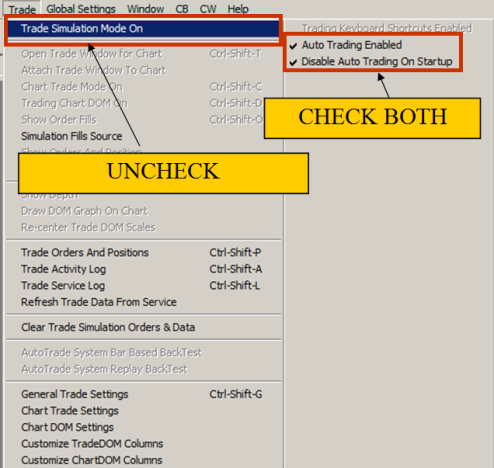 Trade Global Settings Window CB CW Help
Trade Simulation Mode On
Trading Keyboard Shortcuts Enabled
Auto Trading Enabled
Disable Auto Trading On Startup
Open Trade Window for Chart Ctrl-Shift-T
Attach Trade Window To Chart
Chart Trade Mode On Ctrl-Shift-C
Trading Chart DOM On Ctrl-Shift-D
Show Order Fills Ctrl-Shift-O
CHECK BOTH
Simulation Fills Source
Show Orders And Position
UNCHECK
Show Depth
Draw DOM Graph On Chart
Re-center Trade DOM Scales
Trade Orders And Positions Ctrl-Shift-P
Trade Activity Log Ctrl-Shift-A
Trade Service Log Ctrl-Shift-L
Refresh Trade Data From Service
Clear Trade Simulation Orders & Data
AutoTrade System Bar Based BackTest
AutoTrade System Replay BackTest
General Trade Settings Ctrl-Shift-G
Chart Trade Settings
Chart DOM Settings
Customize TradeDOM Columns
Customize ChartDOM Columns